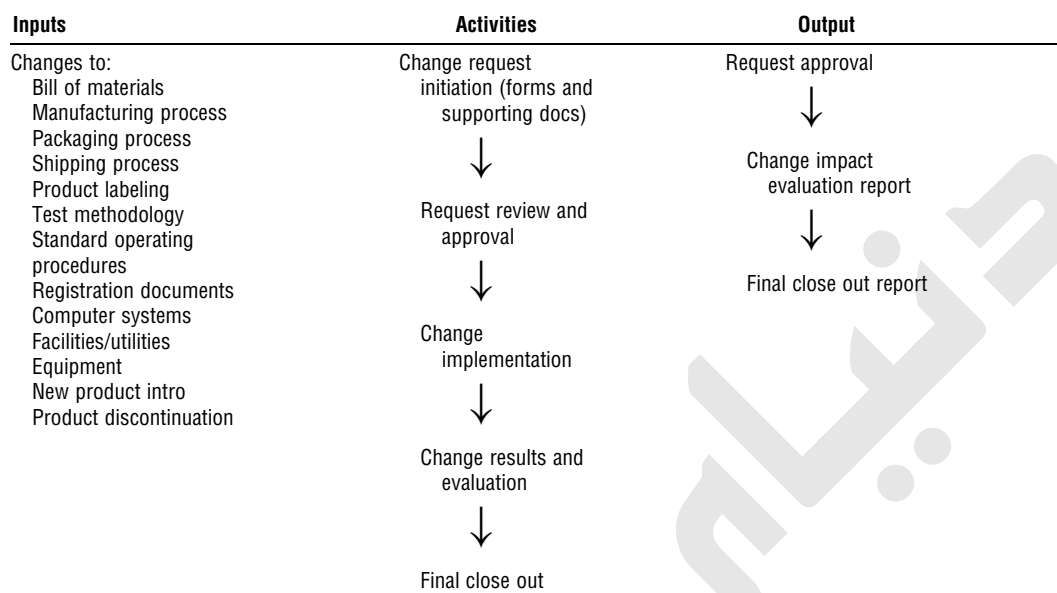 Inputs
Activities
Output
Changes to:
Bill of materials
Manufacturing process
Packaging process
Shipping process
Product labeling
Test methodology
Standard operating
procedures
Registration documents
Computer systems
Facilities/utilities
Equipment
New product intro
Product discontinuation
Change request
initiation (forms and
supporting docs)
Request review and
approval
Change
implementation
Change results and
evaluation
Final close out
Request approval
Change impact
evaluation report
Final close out report